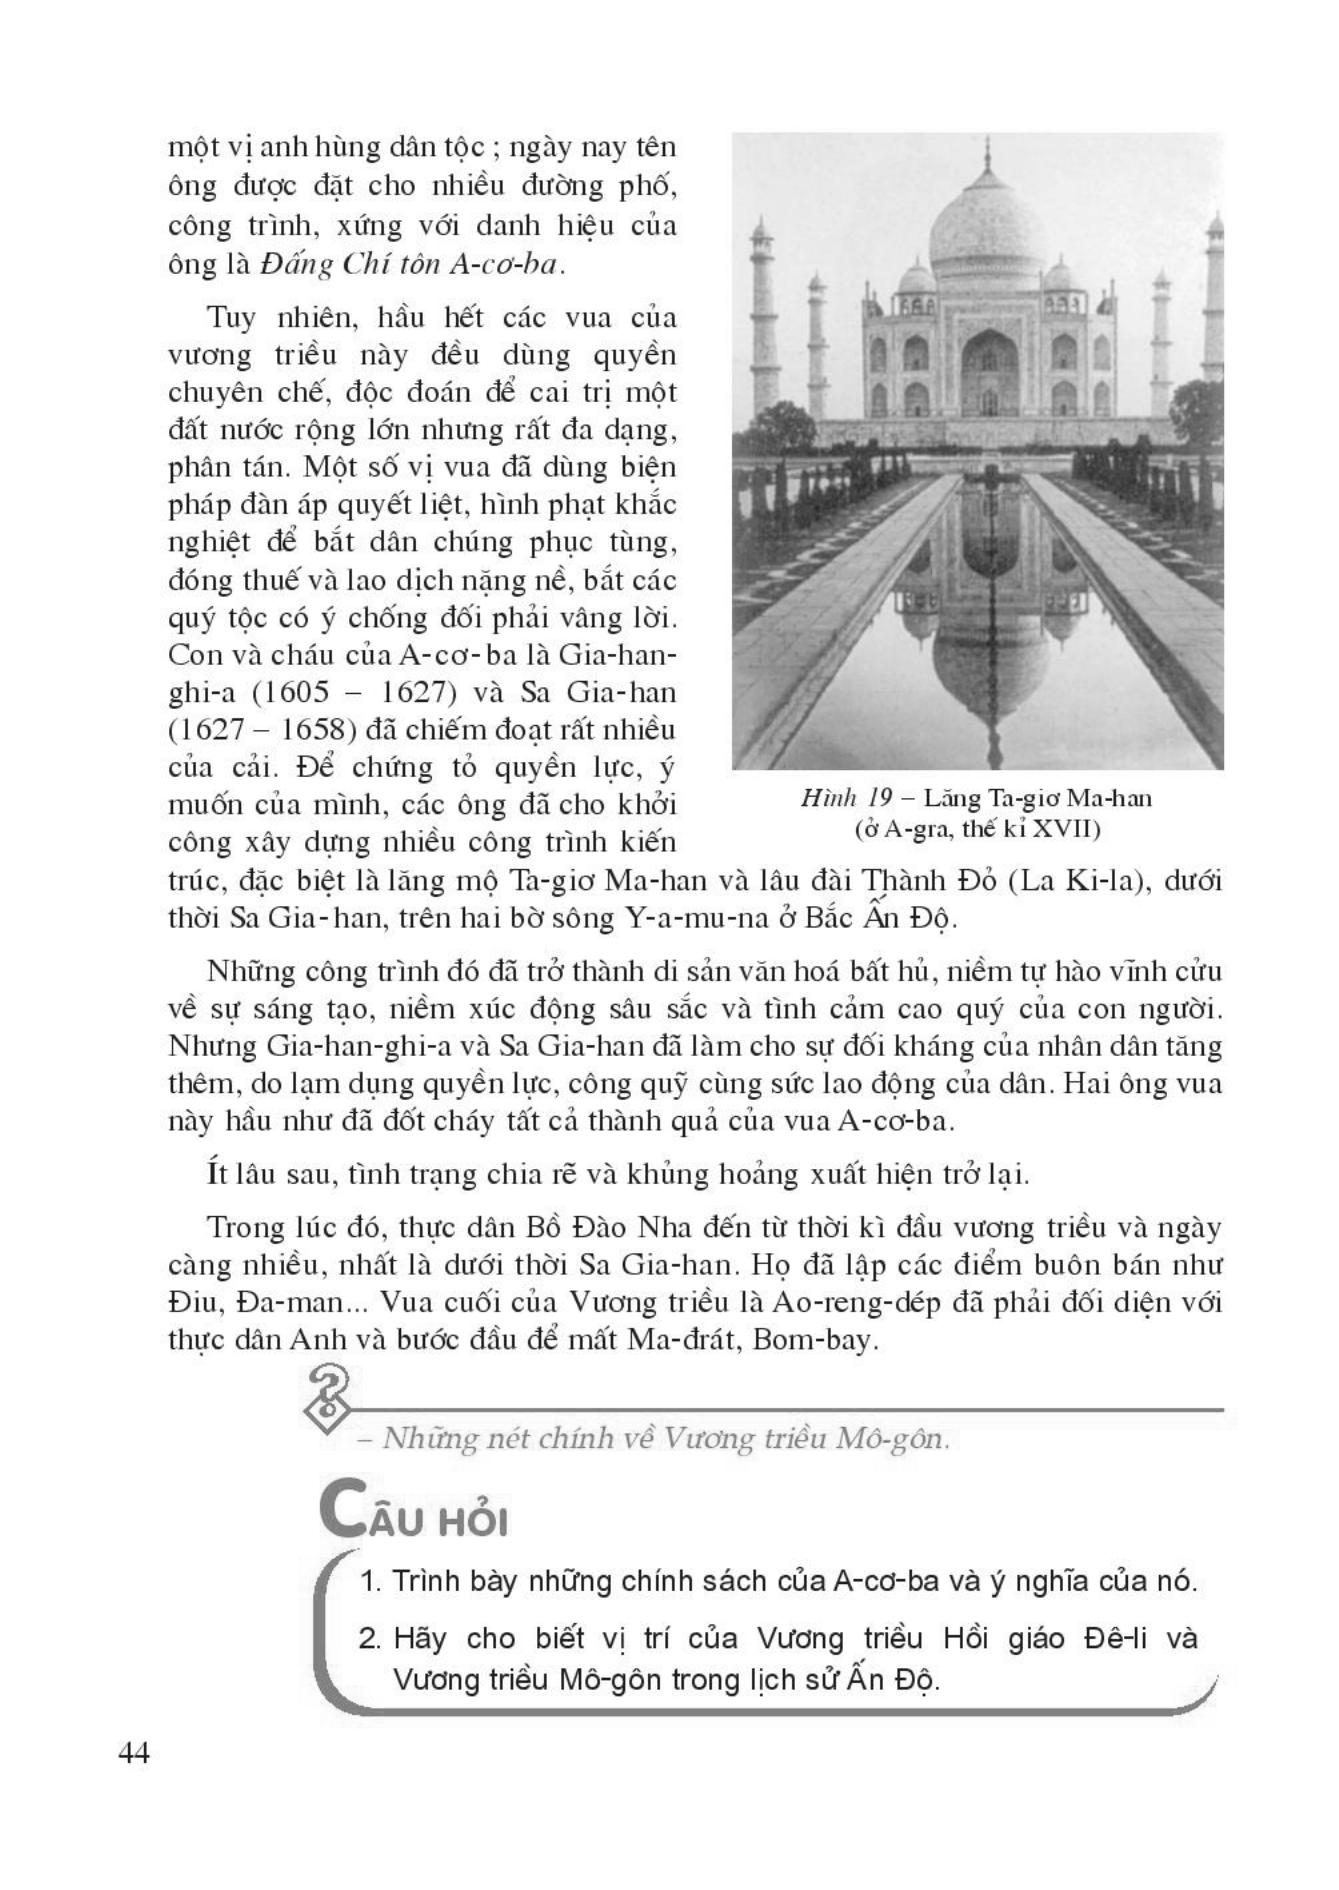 một vị anh hùng dân tộc ; ngày nay tên
ông được đặt cho nhiều đường phố,
công trình, xứng với danh hiệu của
ông là Đấng Chí tôn A-cơ-ba.
Tuy nhiên, hầu hết các vua của
vương triều này đều dùng quyền
chuyên chế, độc đoán để cai trị một
đất nước rộng lớn nhưng rất đa dạng,
phân tán. Một số vị vua đã dùng biện
pháp đàn áp quyết liệt, hình phạt khắc
nghiệt để bắt dân chúng phục tùng,
đóng thuế và lao dịch nặng nề, bắt các
quý tộc có ý chống đối phải vâng lời.
Con và cháu của A-cơ-ba là Gia-han-
ghi-a (1605 – 1627) và Sa Gia-han
(1627 – 1658) đã chiếm đoạt rất nhiều
của cải. Để chứng tỏ quyền lực, ý
muốn của mình, các ông đã cho khởi
công xây dựng nhiều công trình kiến
trúc, đặc biệt là lăng mộ Ta-giơ Ma-han và lâu đài Thành Đỏ (La Ki-la), dưới
thời Sa Gia-han, trên hai bờ sông Y-a-mu-na ở Bắc Ấn Độ.
Hình 19 – Lăng Ta-giơ Ma-han
(ở A-gra, thế kỉ XVII)
Những công trình đó đã trở thành di sản văn hoá bất hủ, niềm tự hào vĩnh cửu
về sự sáng tạo, niềm xúc động sâu sắc và tình cảm cao quý của con người.
Nhưng Gia-han-ghi-a và Sa Gia-han đã làm cho sự đối kháng của nhân dân tăng
thêm, do lạm dụng quyền lực, công quỹ cùng sức lao động của dân. Hai ông vua
này hầu như đã đốt cháy tất cả thành quả của vua A-cơ-ba.
Ít lâu sau, tình trạng chia rẽ và khủng hoảng xuất hiện trở lại.
Trong lúc đó, thực dân Bồ Đào Nha đến từ thời kì đầu vương triều và ngày
càng nhiều, nhất là dưới thời Sa Gia-han. Họ đã lập các điểm buôn bán như
Điu, Đa-man... Vua cuối của Vương triều là Ao-reng-dép đã phải đối diện với
thực dân Anh và bước đầu để mất Ma-đrát, Bom-bay.
– Những nét chính về Vương triều Mô-gôn.
CÂU HỎI
1. Trình bày những chính sách của A-cơ-ba và ý nghĩa của nó.
2. Hãy cho biết vị trí của Vương triều Hồi giáo Đê-li và
Vương triều Mô-gôn trong lịch sử Ấn Độ.
44